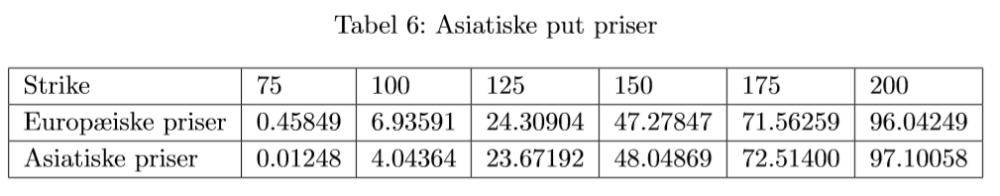 Tabel 6: Asiatiske put priser
Strike 75 100 125 150 175 200
Europæiske priser 0.45849 6.93591 24.30904 47.27847 71.56259 96.04249
Asiatiske priser 0.01248 4.04364 23.67192 48.04869 72.51400 97.10058